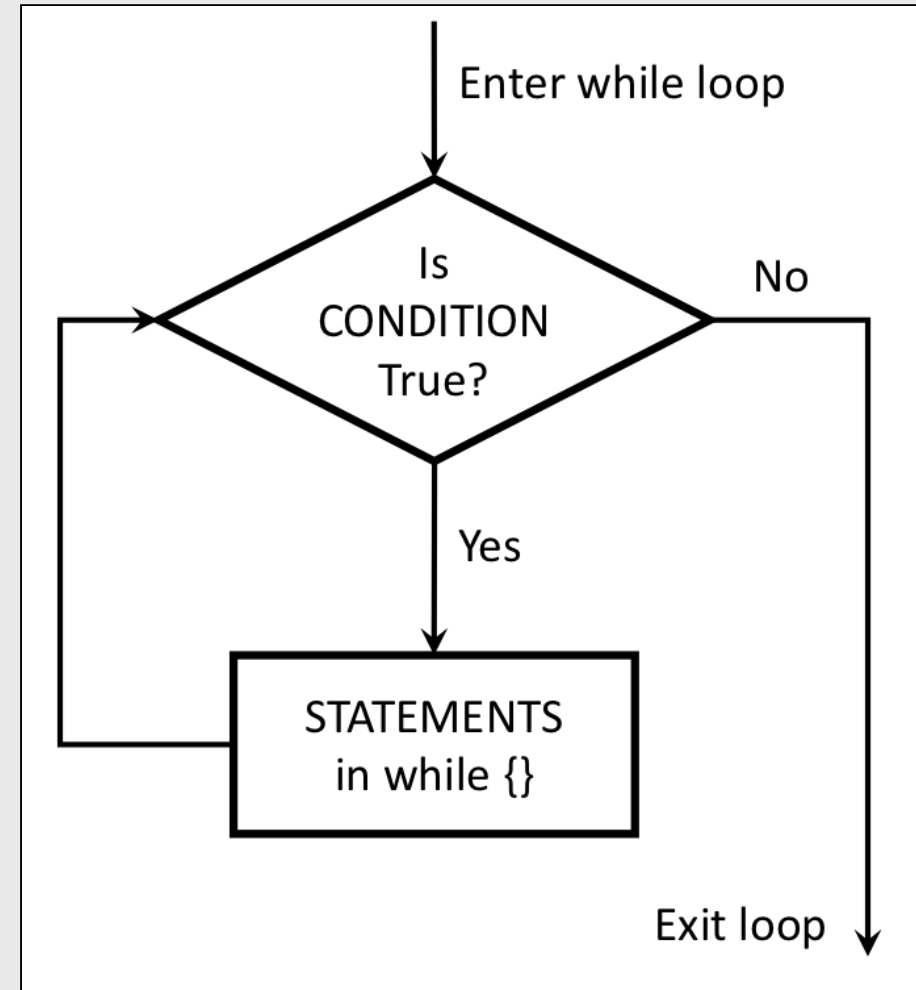 Enter while loop
Is
CONDITION
True?
No
Yes
STATEMENTS
in while {}
Exit loop